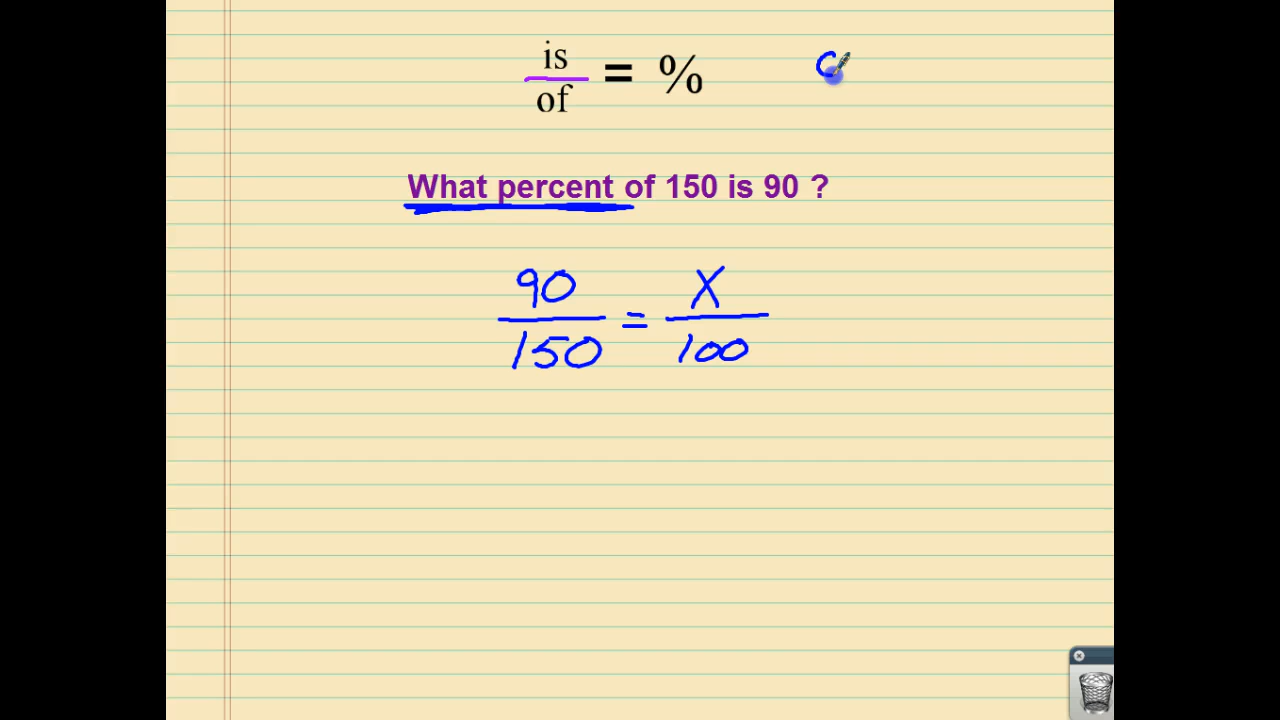 is
of = %
What percent of 150 is 90 ?
90 = X
150 100